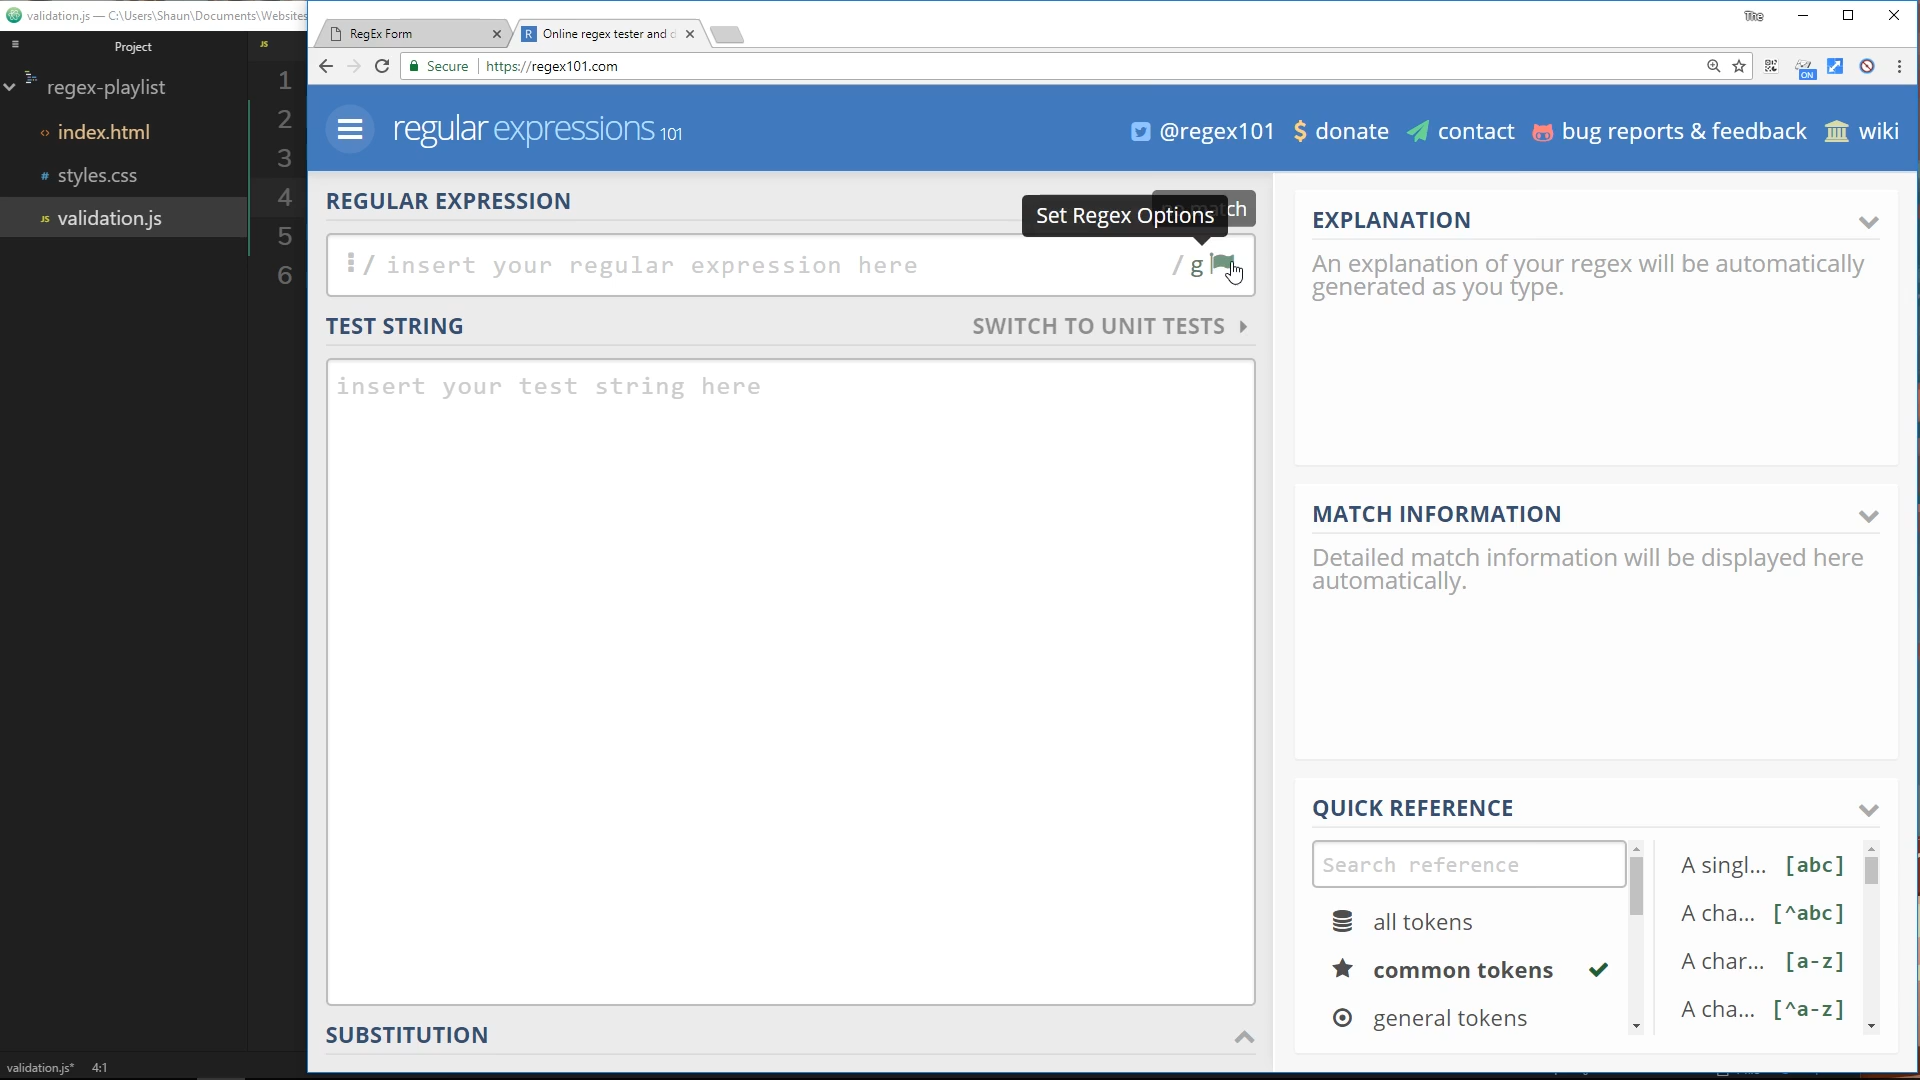 validation.js — C:\Users\Shaun\Documents\Websites
Project
regex-playlist
index.html
styles.css
validation.js
validation.js* 4:1
1
2
3
4
5
6
RegEx Form
Online regex tester and d
The
Secure https://regex101.com
ON
regular expressions 101
@regex101 $ donate contact bug reports & feedback wiki
REGULAR EXPRESSION
Set Regex Options
/ insert your regular expression here / g
TEST STRING SWITCH TO UNIT TESTS
insert your test string here
SUBSTITUTION
EXPLANATION
An explanation of your regex will be automatically
generated as you type.
MATCH INFORMATION
Detailed match information will be displayed here
automatically.
QUICK REFERENCE
Search reference
all tokens
common tokens
general tokens
A singl... [abc]
A cha... [^abc]
A char... [a-z]
A cha... [^a-z]